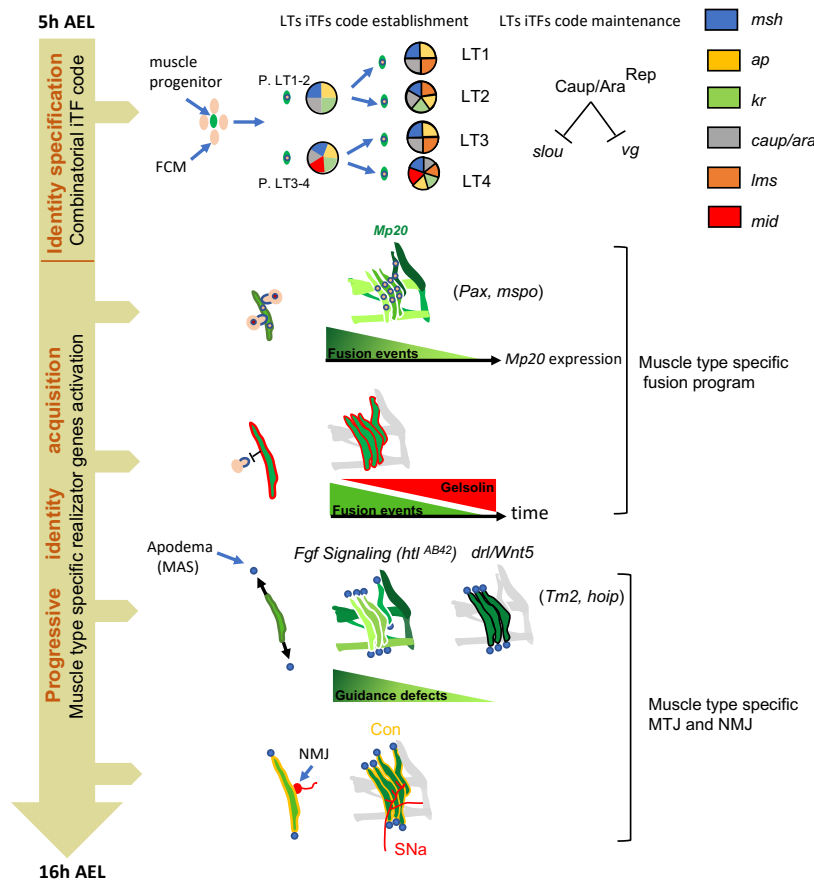 5h AEL
LTs iTFs code establishment
LTs iTFs code maintenance
msh
ap
kr
caup/ara
lms
mid
Identity specification
Combinatorial iTF code
muscle
progenitor
FCM
P. LT1-2
P. LT3-4
LT1
LT2
LT3
LT4
Caup/Ara Rep
slou
vg
Mp20
(Pax, mspo)
Fusion events
Mp20 expression
Muscle type specific
fusion program
Progressive identity acquisition
Muscle type specific realizator genes activation
Gelsolin
Fusion events
time
Apodema
(MAS)
Fgf Signaling (htl AB42)
drl/Wnt5
(Tm2, hoip)
Guidance defects
Muscle type specific
MTJ and NMJ
Con
NMJ
SNa
16h AEL